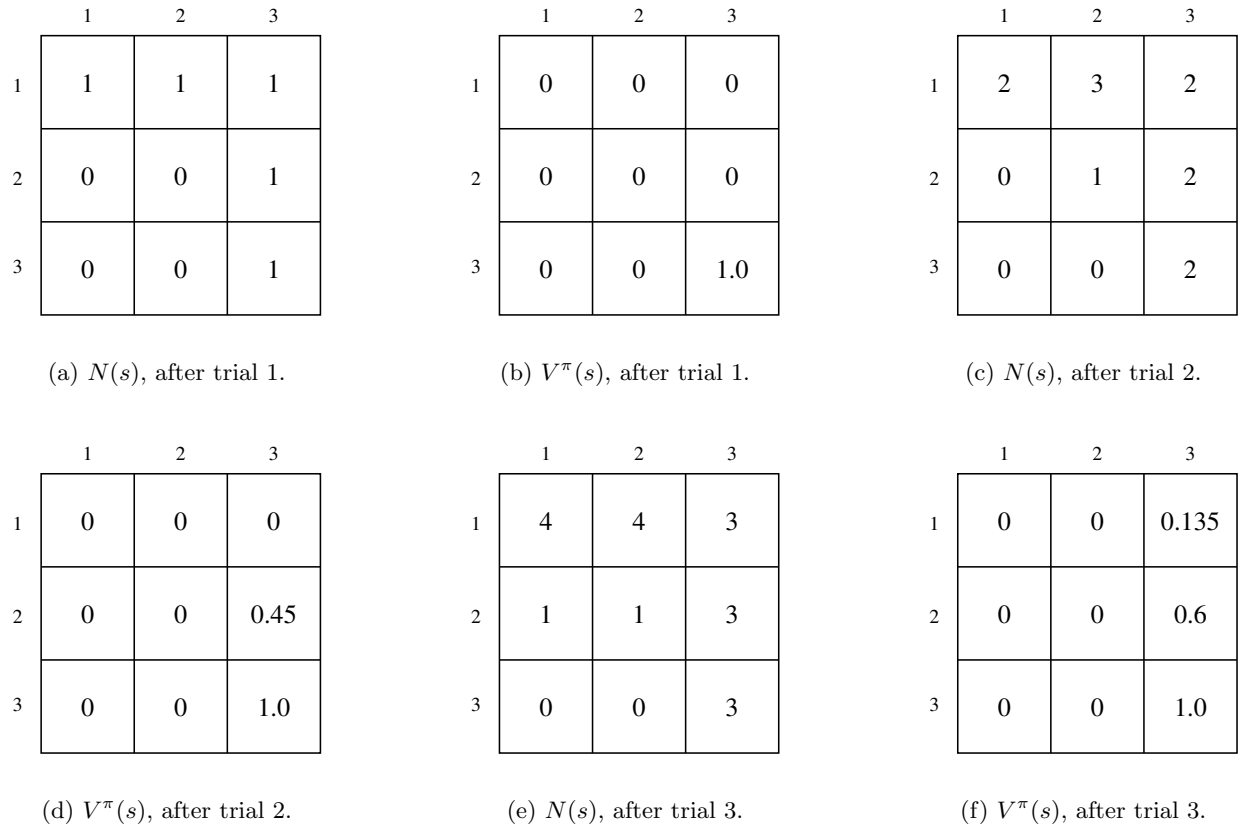 1 2 3
1 1 1 1
2 0 0 1
3 0 0 1
(a) N(s), after trial 1.
1 2 3
1 0 0 0
2 0 0 0
3 0 0 1.0
(b) V^π(s), after trial 1.
1 2 3
1 2 3 2
2 0 1 2
3 0 0 2
(c) N(s), after trial 2.
1 2 3
1 0 0 0
2 0 0 0.45
3 0 0 1.0
(d) V^π(s), after trial 2.
1 2 3
1 4 4 3
2 1 1 3
3 0 0 3
(e) N(s), after trial 3.
1 2 3
1 0 0 0.135
2 0 0 0.6
3 0 0 1.0
(f) V^π(s), after trial 3.